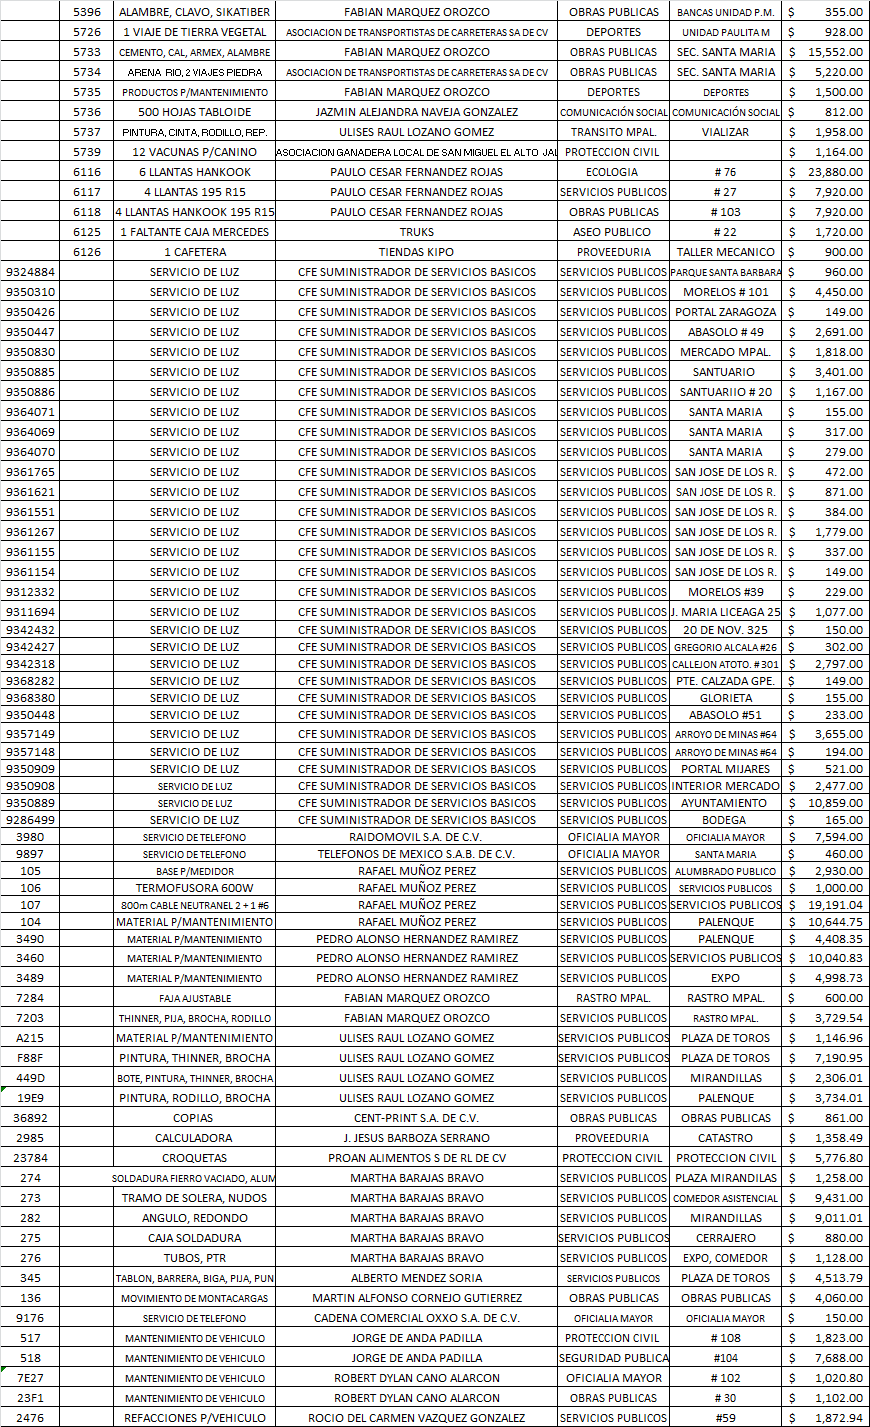 5396 ALAMBRE, CLAVO, SIKATIBER FABIAN MARQUEZ OROZCO OBRAS PUBLICAS BANCAS UNIDAD P.M. $ 355.00
5726 1 VIAJE DE TIERRA VEGETAL ASOCIACION DE TRANSPORTISTAS DE CARRETERAS SA DE CV DEPORTES UNIDAD PAULITA M $ 928.00
5733 CEMENTO, CAL, ARMEX, ALAMBRE FABIAN MARQUEZ OROZCO OBRAS PUBLICAS SEC. SANTA MARIA $ 15,552.00
5734 ARENA RIO, 2 VIAJES PIEDRA ASOCIACION DE TRANSPORTISTAS DE CARRETERAS SA DE CV OBRAS PUBLICAS SEC. SANTA MARIA $ 5,220.00
5735 PRODUCTOS P/MANTENIMIENTO FABIAN MARQUEZ OROZCO DEPORTES DEPORTES $ 1,500.00
5736 500 HOJAS TABLOIDE JAZMIN ALEJANDRA NAVEJA GONZALEZ COMUNICACIÓN SOCIAL COMUNICACIÓN SOCIAL $ 812.00
5737 PINTURA, CINTA, RODILLO, REP. ULISES RAUL LOZANO GOMEZ TRANSITO MPAL. VIALIZAR $ 1,958.00
5739 12 VACUNAS P/CANINO ASOCIACION GANADERA LOCAL DE SAN MIGUEL EL ALTO JAL PROTECCION CIVIL $ 1,164.00
6116 6 LLANTAS HANKOOK PAULO CESAR FERNANDEZ ROJAS ECOLOGIA # 76 $ 23,880.00
6117 4 LLANTAS 195 R15 PAULO CESAR FERNANDEZ ROJAS SERVICIOS PUBLICOS # 27 $ 7,920.00
6118 4 LLANTAS HANKOOK 195 R15 PAULO CESAR FERNANDEZ ROJAS OBRAS PUBLICAS # 103 $ 7,920.00
6125 1 FALTANTE CAJA MERCEDES TRUKS ASEO PUBLICO # 22 $ 1,720.00
6126 1 CAFETERA TIENDAS KIPO PROVEEDURIA TALLER MECANICO $ 900.00
9324884 SERVICIO DE LUZ CFE SUMINISTRADOR DE SERVICIOS BASICOS SERVICIOS PUBLICOS PARQUE SANTA BARBARA $ 960.00
9350310 SERVICIO DE LUZ CFE SUMINISTRADOR DE SERVICIOS BASICOS SERVICIOS PUBLICOS MORELOS # 101 $ 4,450.00
9350426 SERVICIO DE LUZ CFE SUMINISTRADOR DE SERVICIOS BASICOS SERVICIOS PUBLICOS PORTAL ZARAGOZA $ 149.00
9350447 SERVICIO DE LUZ CFE SUMINISTRADOR DE SERVICIOS BASICOS SERVICIOS PUBLICOS ABASOLO # 49 $ 2,691.00
9350830 SERVICIO DE LUZ CFE SUMINISTRADOR DE SERVICIOS BASICOS SERVICIOS PUBLICOS MERCADO MPAL. $ 1,818.00
9350885 SERVICIO DE LUZ CFE SUMINISTRADOR DE SERVICIOS BASICOS SERVICIOS PUBLICOS SANTUARIO $ 3,401.00
9350886 SERVICIO DE LUZ CFE SUMINISTRADOR DE SERVICIOS BASICOS SERVICIOS PUBLICOS SANTUARIIO # 20 $ 1,167.00
9364071 SERVICIO DE LUZ CFE SUMINISTRADOR DE SERVICIOS BASICOS SERVICIOS PUBLICOS SANTA MARIA $ 155.00
9364069 SERVICIO DE LUZ CFE SUMINISTRADOR DE SERVICIOS BASICOS SERVICIOS PUBLICOS SANTA MARIA $ 317.00
9364070 SERVICIO DE LUZ CFE SUMINISTRADOR DE SERVICIOS BASICOS SERVICIOS PUBLICOS SANTA MARIA $ 279.00
9361765 SERVICIO DE LUZ CFE SUMINISTRADOR DE SERVICIOS BASICOS SERVICIOS PUBLICOS SAN JOSE DE LOS R. $ 472.00
9361621 SERVICIO DE LUZ CFE SUMINISTRADOR DE SERVICIOS BASICOS SERVICIOS PUBLICOS SAN JOSE DE LOS R. $ 871.00
9361551 SERVICIO DE LUZ CFE SUMINISTRADOR DE SERVICIOS BASICOS SERVICIOS PUBLICOS SAN JOSE DE LOS R. $ 384.00
9361267 SERVICIO DE LUZ CFE SUMINISTRADOR DE SERVICIOS BASICOS SERVICIOS PUBLICOS SAN JOSE DE LOS R. $ 1,779.00
9361155 SERVICIO DE LUZ CFE SUMINISTRADOR DE SERVICIOS BASICOS SERVICIOS PUBLICOS SAN JOSE DE LOS R. $ 337.00
9361154 SERVICIO DE LUZ CFE SUMINISTRADOR DE SERVICIOS BASICOS SERVICIOS PUBLICOS SAN JOSE DE LOS R. $ 149.00
9312332 SERVICIO DE LUZ CFE SUMINISTRADOR DE SERVICIOS BASICOS SERVICIOS PUBLICOS MORELOS #39 $ 229.00
9311694 SERVICIO DE LUZ CFE SUMINISTRADOR DE SERVICIOS BASICOS SERVICIOS PUBLICOS J. MARIA LICEAGA 25 $ 1,077.00
9342432 SERVICIO DE LUZ CFE SUMINISTRADOR DE SERVICIOS BASICOS SERVICIOS PUBLICOS 20 DE NOV. 325 $ 150.00
9342427 SERVICIO DE LUZ CFE SUMINISTRADOR DE SERVICIOS BASICOS SERVICIOS PUBLICOS GREGORIO ALCALA #26 $ 302.00
9342318 SERVICIO DE LUZ CFE SUMINISTRADOR DE SERVICIOS BASICOS SERVICIOS PUBLICOS CALLEJON ATOTO. # 301 $ 2,797.00
9368282 SERVICIO DE LUZ CFE SUMINISTRADOR DE SERVICIOS BASICOS SERVICIOS PUBLICOS PTE. CALZADA GPE. $ 149.00
9368380 SERVICIO DE LUZ CFE SUMINISTRADOR DE SERVICIOS BASICOS SERVICIOS PUBLICOS GLORIETA $ 155.00
9350448 SERVICIO DE LUZ CFE SUMINISTRADOR DE SERVICIOS BASICOS SERVICIOS PUBLICOS ABASOLO #51 $ 233.00
9357149 SERVICIO DE LUZ CFE SUMINISTRADOR DE SERVICIOS BASICOS SERVICIOS PUBLICOS ARROYO DE MINAS #64 $ 3,655.00
9357148 SERVICIO DE LUZ CFE SUMINISTRADOR DE SERVICIOS BASICOS SERVICIOS PUBLICOS ARROYO DE MINAS #64 $ 194.00
9350909 SERVICIO DE LUZ CFE SUMINISTRADOR DE SERVICIOS BASICOS SERVICIOS PUBLICOS PORTAL MIJARES $ 521.00
9350908 SERVICIO DE LUZ CFE SUMINISTRADOR DE SERVICIOS BASICOS SERVICIOS PUBLICOS INTERIOR MERCADO $ 2,477.00
9350889 SERVICIO DE LUZ CFE SUMINISTRADOR DE SERVICIOS BASICOS SERVICIOS PUBLICOS AYUNTAMIENTO $ 10,859.00
9286499 SERVICIO DE LUZ CFE SUMINISTRADOR DE SERVICIOS BASICOS SERVICIOS PUBLICOS BODEGA $ 165.00
3980 SERVICIO DE TELEFONO RAIDOMOVIL S.A. DE C.V. OFICIALIA MAYOR OFICIALIA MAYOR $ 7,594.00
9897 SERVICIO DE TELEFONO TELEFONOS DE MEXICO S.A.B. DE C.V. OFICIALIA MAYOR SANTA MARIA $ 460.00
105 BASE P/MEDIDOR RAFAEL MUÑOZ PEREZ SERVICIOS PUBLICOS ALUMBRADO PUBLICO $ 2,930.00
106 TERMOFUSORA 600W RAFAEL MUÑOZ PEREZ SERVICIOS PUBLICOS SERVICIOS PUBLICOS $ 1,000.00
107 800m CABLE NEUTRANEL 2 + 1 #6 RAFAEL MUÑOZ PEREZ SERVICIOS PUBLICOS SERVICIOS PUBLICOS $ 19,191.04
104 MATERIAL P/MANTENIMIENTO RAFAEL MUÑOZ PEREZ SERVICIOS PUBLICOS PALENQUE $ 10,644.75
3490 MATERIAL P/MANTENIMIENTO PEDRO ALONSO HERNANDEZ RAMIREZ SERVICIOS PUBLICOS PALENQUE $ 4,408.35
3460 MATERIAL P/MANTENIMIENTO PEDRO ALONSO HERNANDEZ RAMIREZ SERVICIOS PUBLICOS SERVICIOS PUBLICOS $ 10,040.83
3489 MATERIAL P/MANTENIMIENTO PEDRO ALONSO HERNANDEZ RAMIREZ SERVICIOS PUBLICOS EXPO $ 4,998.73
7284 FAJA AJUSTABLE FABIAN MARQUEZ OROZCO RASTRO MPAL. RASTRO MPAL. $ 600.00
7203 THINNER, PIJA, BROCHA, RODILLO FABIAN MARQUEZ OROZCO SERVICIOS PUBLICOS RASTRO MPAL. $ 3,729.54
A215 MATERIAL P/MANTENIMIENTO ULISES RAUL LOZANO GOMEZ SERVICIOS PUBLICOS PLAZA DE TOROS $ 1,146.96
F88F PINTURA, THINNER, BROCHA ULISES RAUL LOZANO GOMEZ SERVICIOS PUBLICOS PLAZA DE TOROS $ 7,190.95
449D BOTE, PINTURA, THINNER, BROCHA ULISES RAUL LOZANO GOMEZ SERVICIOS PUBLICOS MIRANDILLAS $ 2,306.01
19E9 PINTURA, RODILLO, BROCHA ULISES RAUL LOZANO GOMEZ SERVICIOS PUBLICOS PALENQUE $ 3,734.01
36892 COPIAS CENT-PRINT S.A. DE C.V. OBRAS PUBLICAS OBRAS PUBLICAS $ 861.00
2985 CALCULADORA J. JESUS BARBOZA SERRANO PROVEEDURIA CATASTRO $ 1,358.49
23784 CROQUETAS PROAN ALIMENTOS S DE RL DE CV PROTECCION CIVIL PROTECCION CIVIL $ 5,776.80
274 SOLDADURA FIERRO VACIADO, ALUM MARTHA BARAJAS BRAVO SERVICIOS PUBLICOS PLAZA MIRANDILAS $ 1,258.00
273 TRAMO DE SOLERA, NUDOS MARTHA BARAJAS BRAVO SERVICIOS PUBLICOS COMEDOR ASISTENCIAL $ 9,431.00
282 ANGULO, REDONDO MARTHA BARAJAS BRAVO SERVICIOS PUBLICOS MIRANDILLAS $ 9,011.01
275 CAJA SOLDADURA MARTHA BARAJAS BRAVO SERVICIOS PUBLICOS CERRAJERO $ 880.00
276 TUBOS, PTR MARTHA BARAJAS BRAVO SERVICIOS PUBLICOS EXPO, COMEDOR $ 1,128.00
345 TABLON, BARRERA, BIGA, PIJA, PUN ALBERTO MENDEZ SORIA SERVICIOS PUBLICOS PLAZA DE TOROS $ 4,513.79
136 MOVIMIENTO DE MONTACARGAS MARTIN ALFONSO CORNEJO GUTIERREZ OBRAS PUBLICAS OBRAS PUBLICAS $ 4,060.00
9176 SERVICIO DE TELEFONO CADENA COMERCIAL OXXO S.A. DE C.V. OFICIALIA MAYOR OFICIALIA MAYOR $ 150.00
517 MANTENIMIENTO DE VEHICULO JORGE DE ANDA PADILLA PROTECCION CIVIL # 108 $ 1,823.00
518 MANTENIMIENTO DE VEHICULO JORGE DE ANDA PADILLA SEGURIDAD PUBLICA #104 $ 7,688.00
7E27 MANTENIMIENTO DE VEHICULO ROBERT DYLAN CANO ALARCON OFICIALIA MAYOR # 102 $ 1,020.80
23F1 MANTENIMIENTO DE VEHICULO ROBERT DYLAN CANO ALARCON OBRAS PUBLICAS # 30 $ 1,102.00
2476 REFACCIONES P/VEHICULO ROCIO DEL CARMEN VAZQUEZ GONZALEZ SERVICIOS PUBLICOS #59 $ 1,872.94